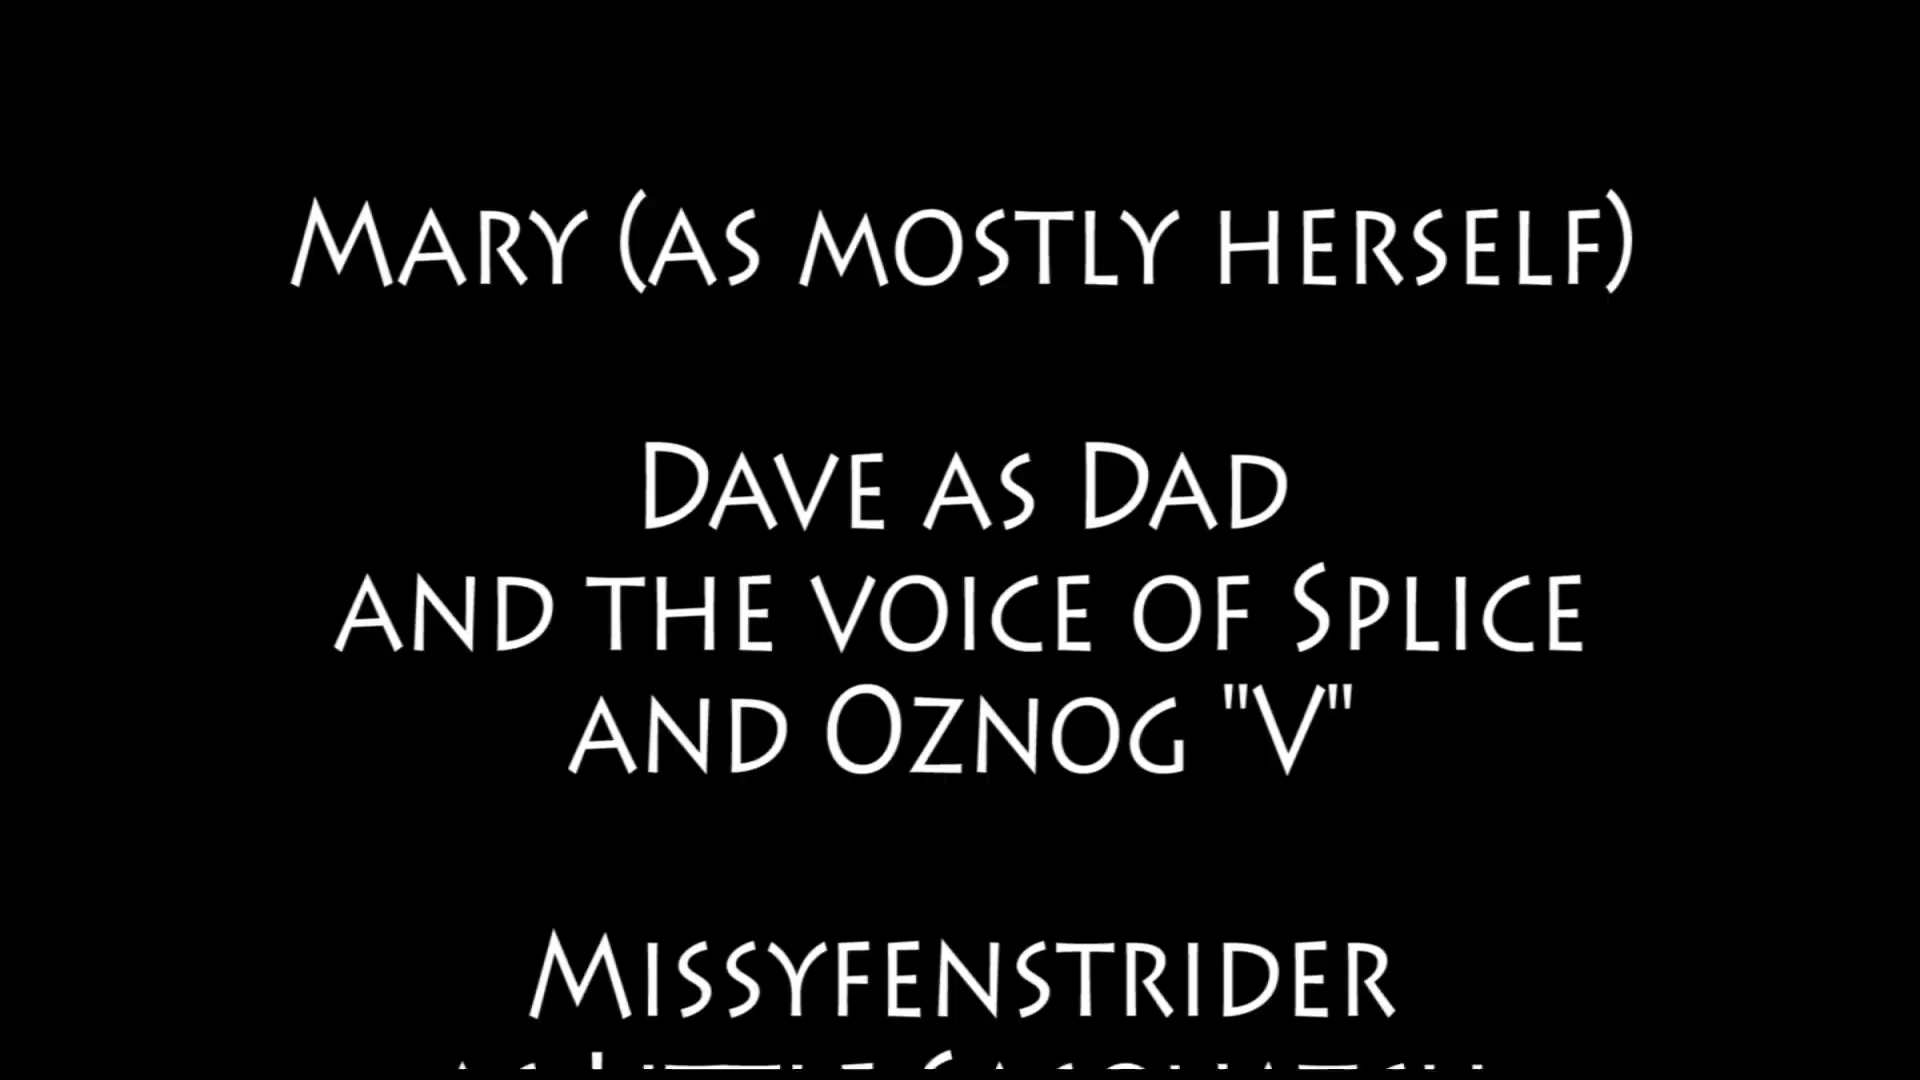 Mary (as mostly herself)
Dave as Dad
and the voice of Splice
and Oznog "V"
Missyfenstrider